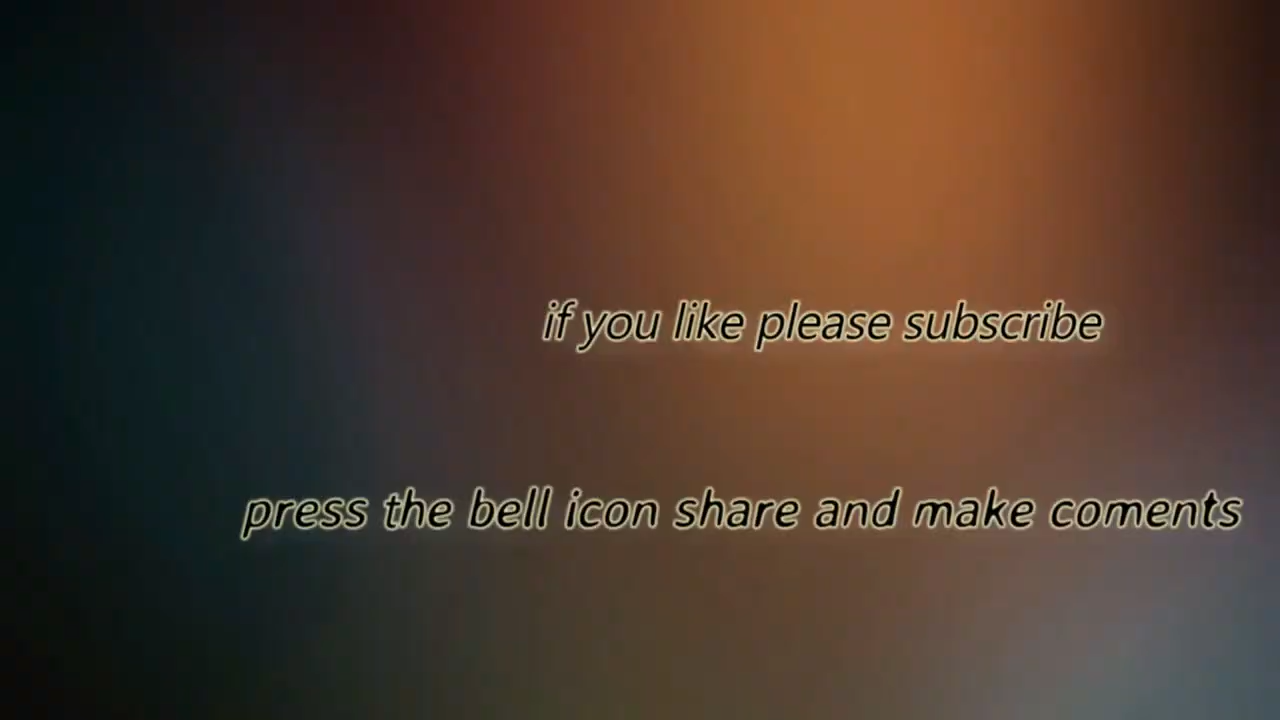 if you like please subscribe
press the bell icon share and make coments